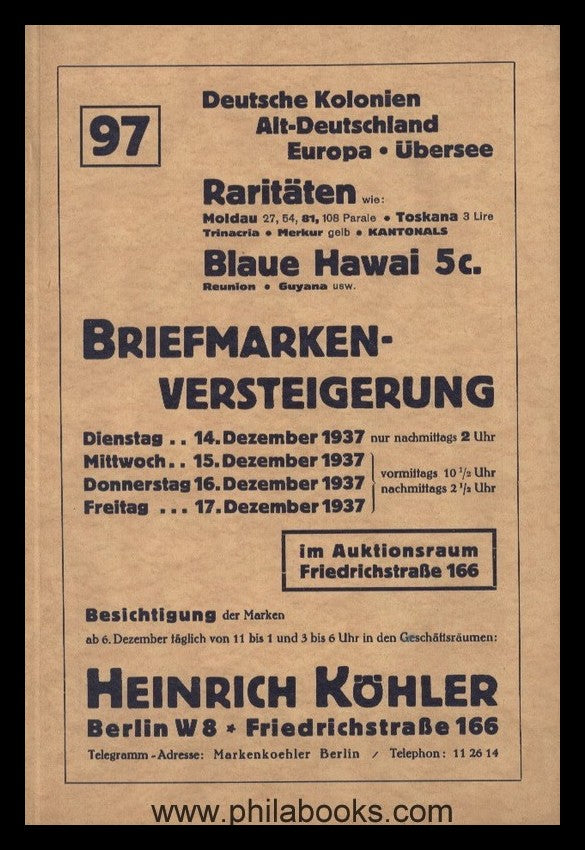 97
Deutsche Kolonien
Alt-Deutschland
Europa • Übersee
Raritäten wie:
Moldau 27, 54, 81, 108 Parale • Toskana 3 Lire
Trinacria • Merkur gelb • KANTONALS
Blaue Hawai 5c.
Reunion • Guyana usw.
BRIEFMARKEN-
VERSTEIGERUNG
Dienstag .. 14. Dezember 1937 nur nachmittags 2 Uhr
Mittwoch .. 15. Dezember 1937
Donnerstag 16. Dezember 1937
Freitag ... 17. Dezember 1937
vormittags 10 1/2 Uhr
nachmittags 2 1/2 Uhr
im Auktionsraum
Friedrichstraße 166
Besichtigung der Marken
ab 6. Dezember täglich von 11 bis 1 und 3 bis 6 Uhr in den Geschäftsräumen:
HEINRICH KÖHLER
Berlin W 8 * Friedrichstraße 166
Telegramm-Adresse: Markenkoehler Berlin / Telephon: 11 26 14
www.philabooks.com